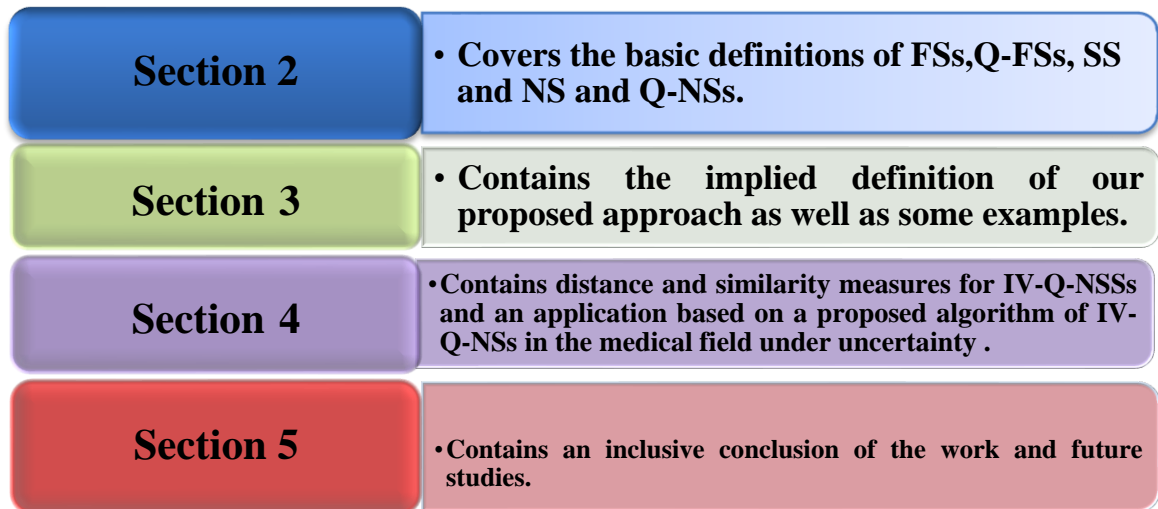 Section 2
• Covers the basic definitions of FSs,Q-FSs, SS
and NS and Q-NSs.
Section 3
• Contains the implied definition of our
proposed approach as well as some examples.
Section 4
•Contains distance and similarity measures for IV-Q-NSSs
and an application based on a proposed algorithm of IV-
Q-NSs in the medical field under uncertainty .
Section 5
•Contains an inclusive conclusion of the work and future
studies.